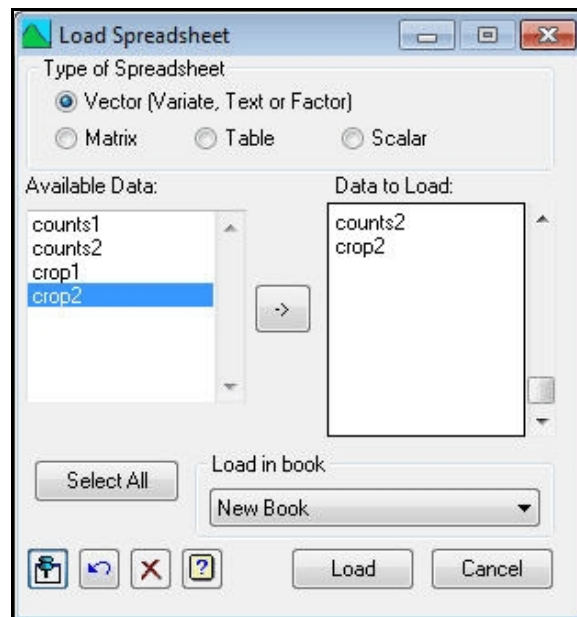 Load Spreadsheet
Type of Spreadsheet
Vector (Variate, Text or Factor)
Matrix Table Scalar
Available Data: Data to Load:
counts1
counts2
crop1
crop2
->
counts2
crop2
Select All
Load in book
New Book
?
Load Cancel